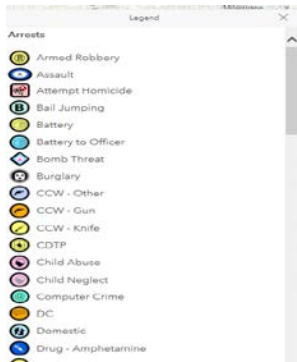 Legend
Arrests
Armed Robbery
Assault
Attempt Homicide
Bail Jumping
B
Battery
Battery to Officer
Bomb Threat
Burglary
CCW - Other
CCW - Gun
CCW - Knife
CDTP
Child Abuse
Child Neglect
Computer Crime
DC
Domestic
Drug - Amphetamine